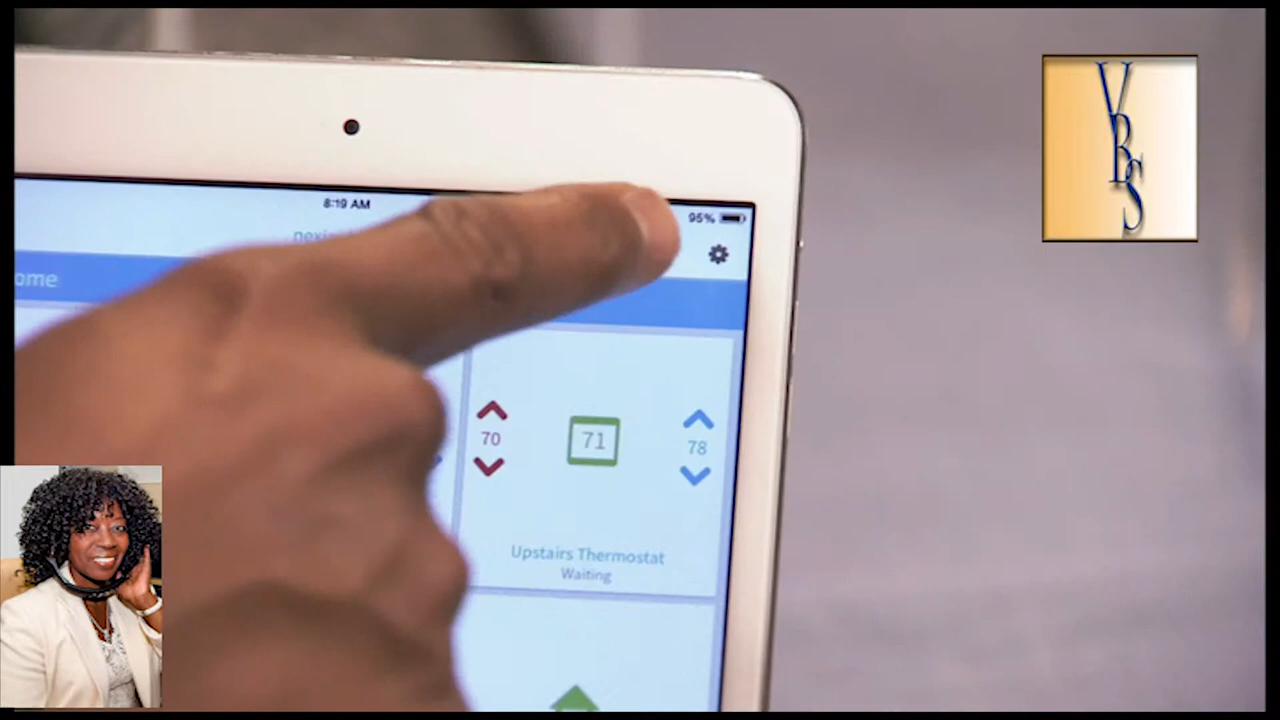 VBS
8:19 AM
95%
ome
70
71
78
Upstairs Thermostat
Waiting